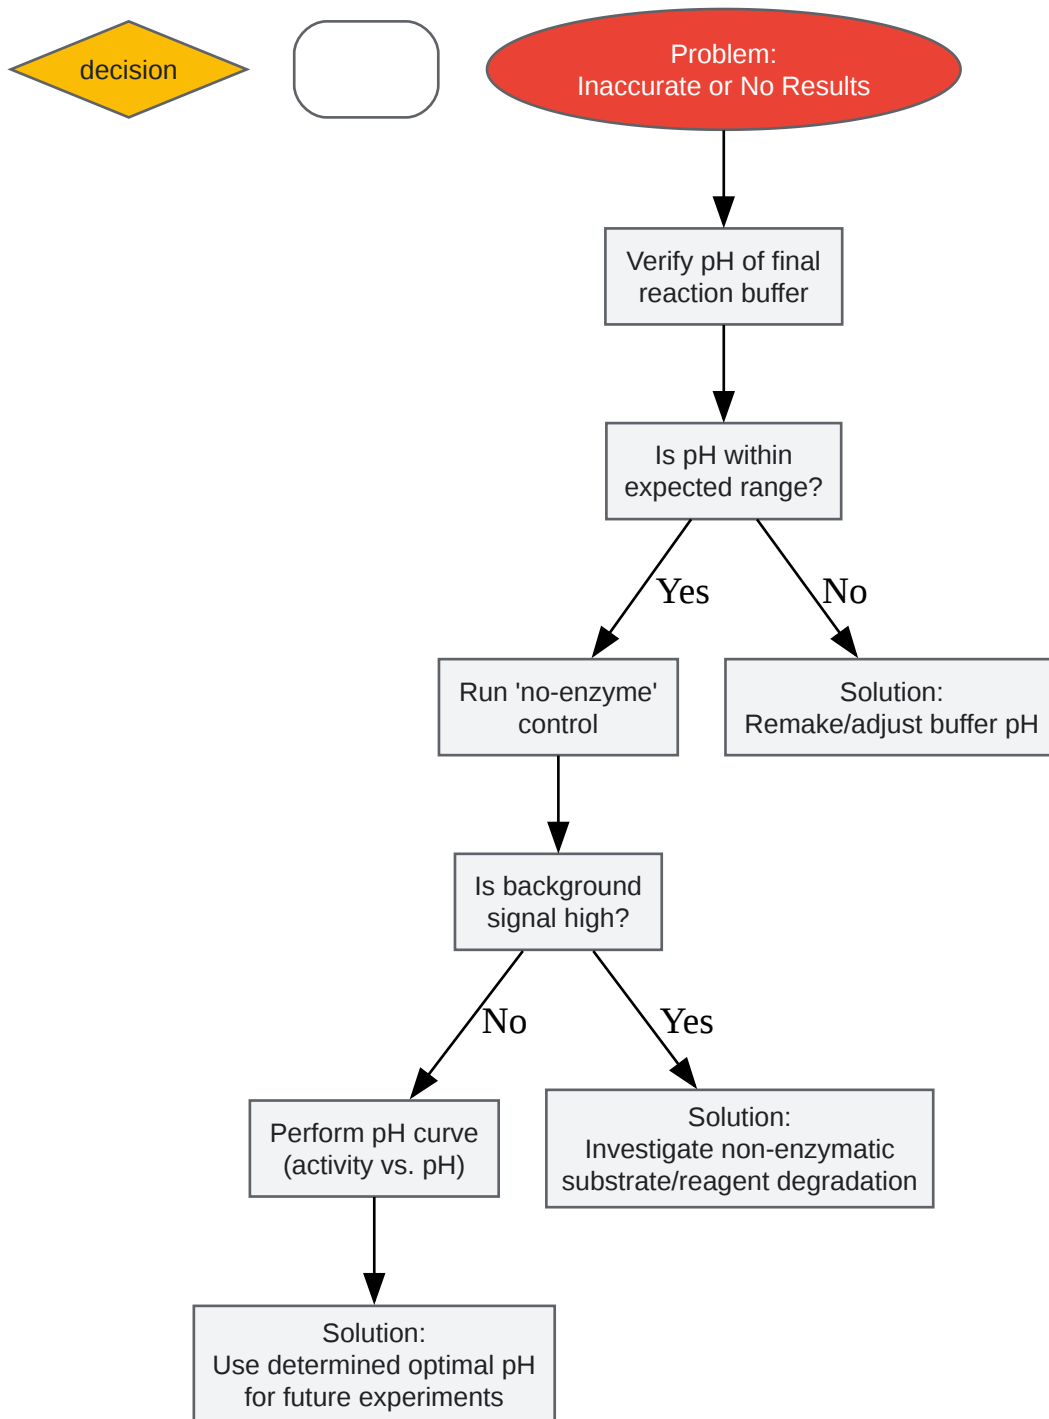 decision
Problem:
Inaccurate or No Results
Verify pH of final
reaction buffer
Is pH within
expected range?
Yes
No
Run 'no-enzyme'
control
Solution:
Remake/adjust buffer pH
Is background
signal high?
No
Yes
Perform pH curve
(activity vs. pH)
Solution:
Investigate non-enzymatic
substrate/reagent degradation
Solution:
Use determined optimal pH
for future experiments